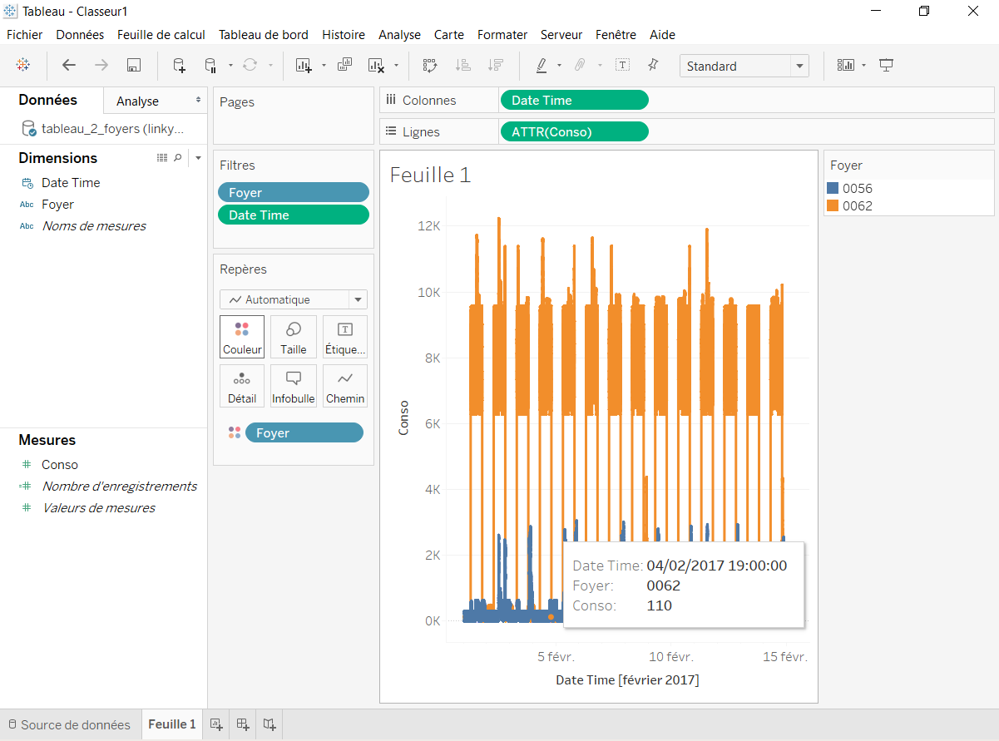 Tableau - Classeur1
Fichier Données Feuille de calcul Tableau de bord Histoire Analyse Carte Formater Serveur Fenêtre Aide
Standard
Données Analyse
tableau_2_foyers (linky...
Dimensions
Date Time
Abc Foyer
Abc Noms de mesures
Mesures
Conso
Nombre d'enregistrements
Valeurs de mesures
Pages
Filtres
Foyer
Date Time
Repères
Automatique
Couleur Taille Étique...
Détail Infobulle Chemin
Foyer
Colonnes Date Time
Lignes ATTR(Conso)
Feuille 1
12K
10K
8K
6K
4K
2K
0K
Conso
Date Time: 04/02/2017 19:00:00
Foyer: 0062
Conso: 110
5 févr. 10 févr. 15 févr.
Date Time [février 2017]
Foyer
0056
0062
Source de données Feuille 1